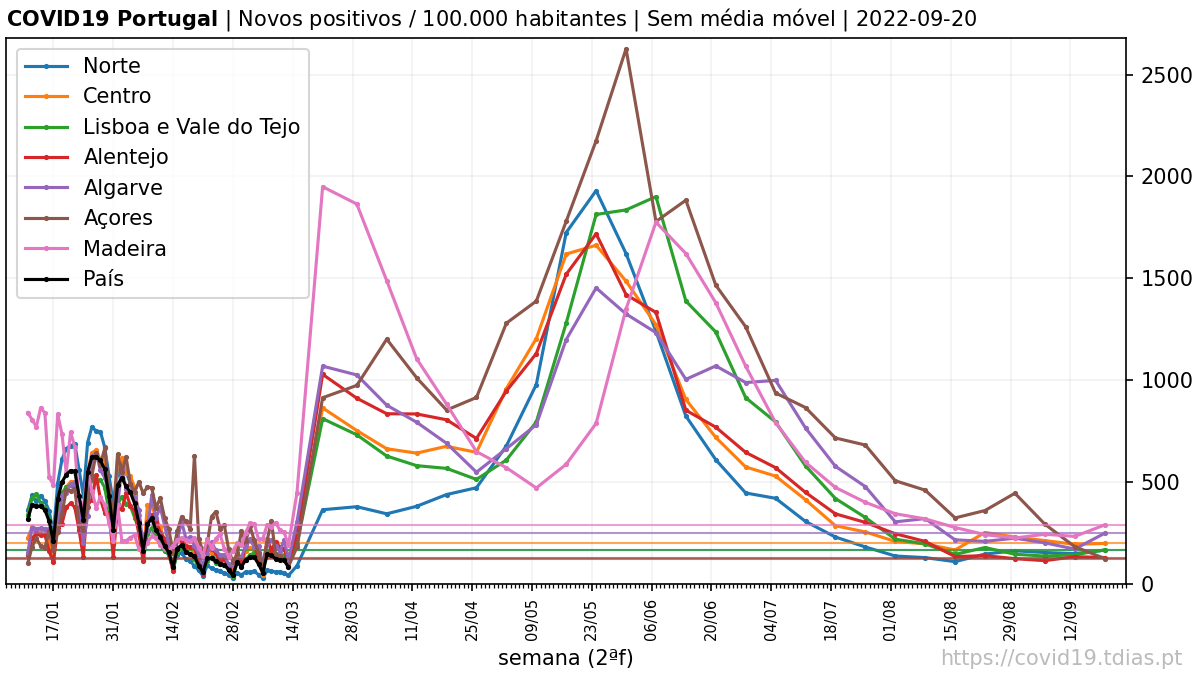 COVID19 Portugal | Novos positivos / 100.000 habitantes | Sem média móvel | 2022-09-20
Norte
Centro
Lisboa e Vale do Tejo
Alentejo
Algarve
Açores
Madeira
País
2500
2000
1500
1000
500
0
17/01 31/01 14/02 28/02 14/03 28/03 11/04 25/04 09/05 23/05 06/06 20/06 04/07 18/07 01/08 15/08 29/08 12/09
semana (2ªf)
https://covid19.tdias.pt